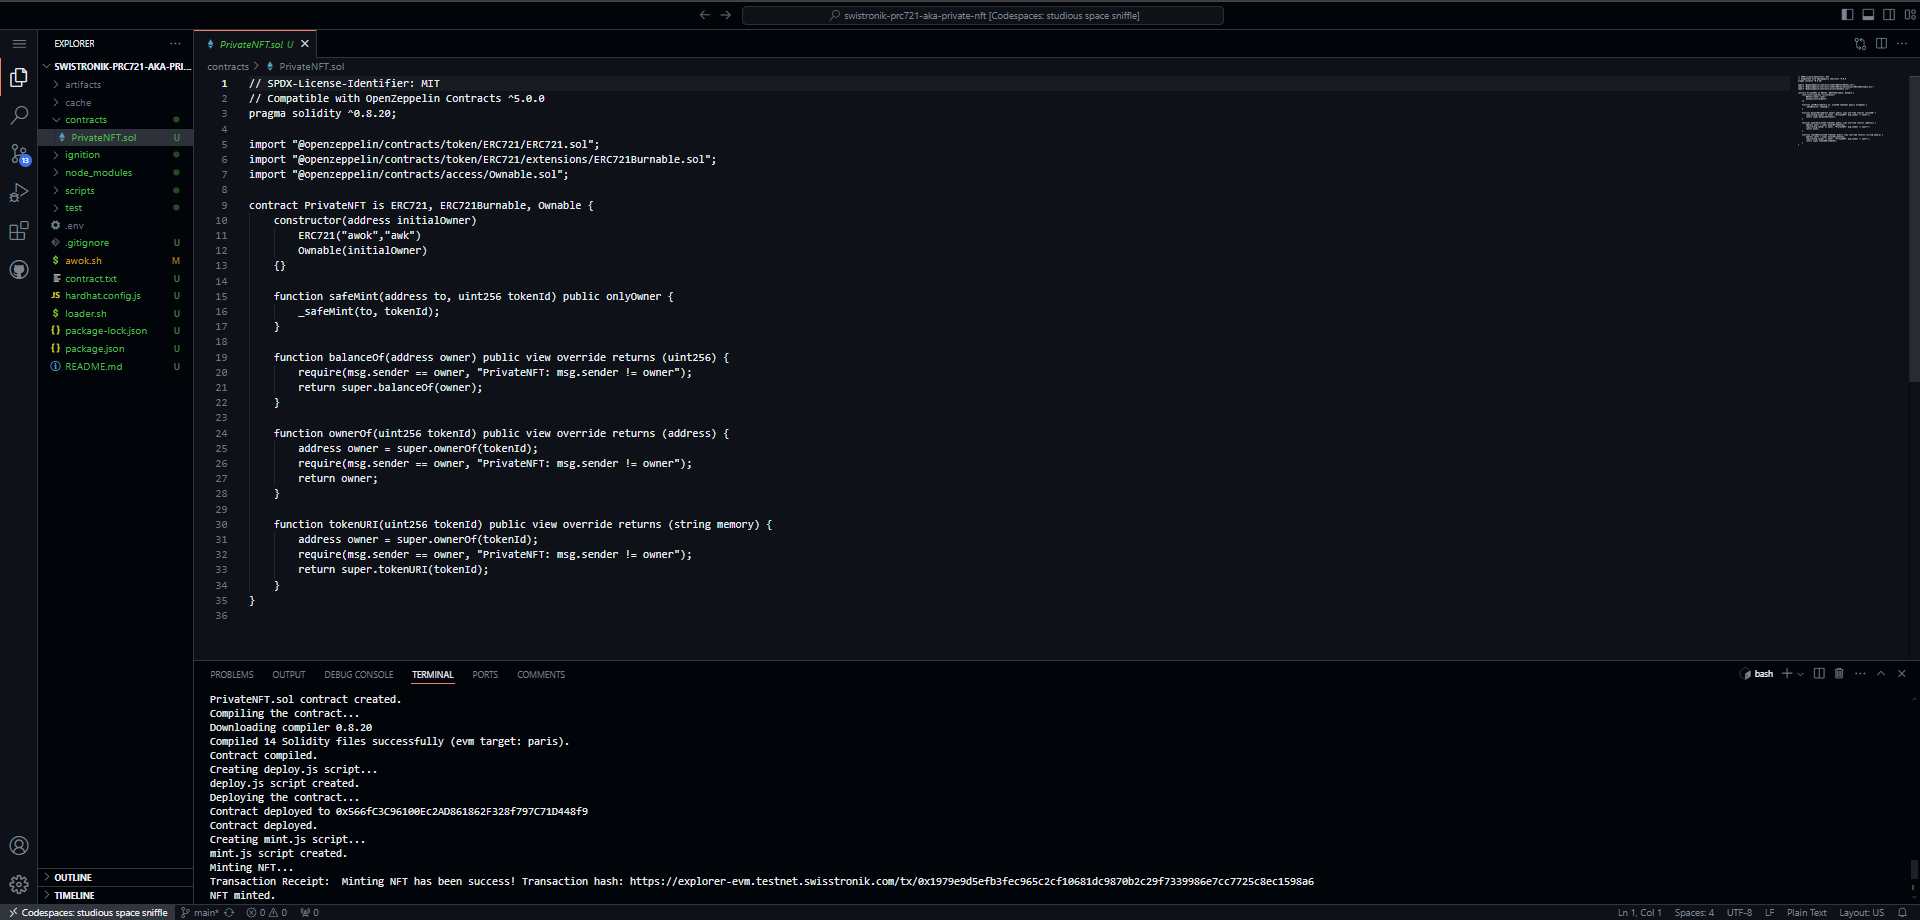 swistronik-prc721-aka-private-nft [Codespaces: studious space sniffle]
EXPLORER
PrivateNFT.sol U
SWISTRONIK-PRC721-AKA-PRI...
artifacts
cache
contracts
PrivateNFT.sol U
ignition
node_modules
scripts
test
.env
.gitignore U
awok.sh M
contract.txt U
JS hardhat.config.js U
$ loader.sh U
{} package-lock.json U
{} package.json U
README.md U
13
OUTLINE
TIMELINE
contracts > PrivateNFT.sol
1 // SPDX-License-Identifier: MIT
2 // Compatible with OpenZeppelin Contracts ^5.0.0
3 pragma solidity ^0.8.20;
4
5 import "@openzeppelin/contracts/token/ERC721/ERC721.sol";
6 import "@openzeppelin/contracts/token/ERC721/extensions/ERC721Burnable.sol";
7 import "@openzeppelin/contracts/access/Ownable.sol";
8
9 contract PrivateNFT is ERC721, ERC721Burnable, Ownable {
10 constructor(address initialOwner)
11 ERC721("awok","awk")
12 Ownable(initialOwner)
13 {}
14
15 function safeMint(address to, uint256 tokenId) public onlyOwner {
16 _safeMint(to, tokenId);
17 }
18
19 function balanceOf(address owner) public view override returns (uint256) {
20 require(msg.sender == owner, "PrivateNFT: msg.sender != owner");
21 return super.balanceOf(owner);
22 }
23
24 function ownerOf(uint256 tokenId) public view override returns (address) {
25 address owner = super.ownerOf(tokenId);
26 require(msg.sender == owner, "PrivateNFT: msg.sender != owner");
27 return owner;
28 }
29
30 function tokenURI(uint256 tokenId) public view override returns (string memory) {
31 address owner = super.ownerOf(tokenId);
32 require(msg.sender == owner, "PrivateNFT: msg.sender != owner");
33 return super.tokenURI(tokenId);
34 }
35 }
36
PROBLEMS OUTPUT DEBUG CONSOLE TERMINAL PORTS COMMENTS
bash
PrivateNFT.sol contract created.
Compiling the contract...
Downloading compiler 0.8.20
Compiled 14 Solidity files successfully (evm target: paris).
Contract compiled.
Creating deploy.js script...
deploy.js script created.
Deploying the contract...
Contract deployed to 0x566fC3C96100Ec2AD861862F328f797C71D448f9
Contract deployed.
Creating mint.js script...
mint.js script created.
Minting NFT...
Transaction Receipt:  Minting NFT has been success! Transaction hash: https://explorer-evm.testnet.swisstronik.com/tx/0x1979e9d5efb3fec965c2cf10681dc9870b2c29f7339986e7cc7725c8ec1598a6
NFT minted.
Codespaces: studious space sniffle main* 0 0 0 Ln 1, Col 1 Spaces: 4 UTF-8 LF Plain Text Layout: US